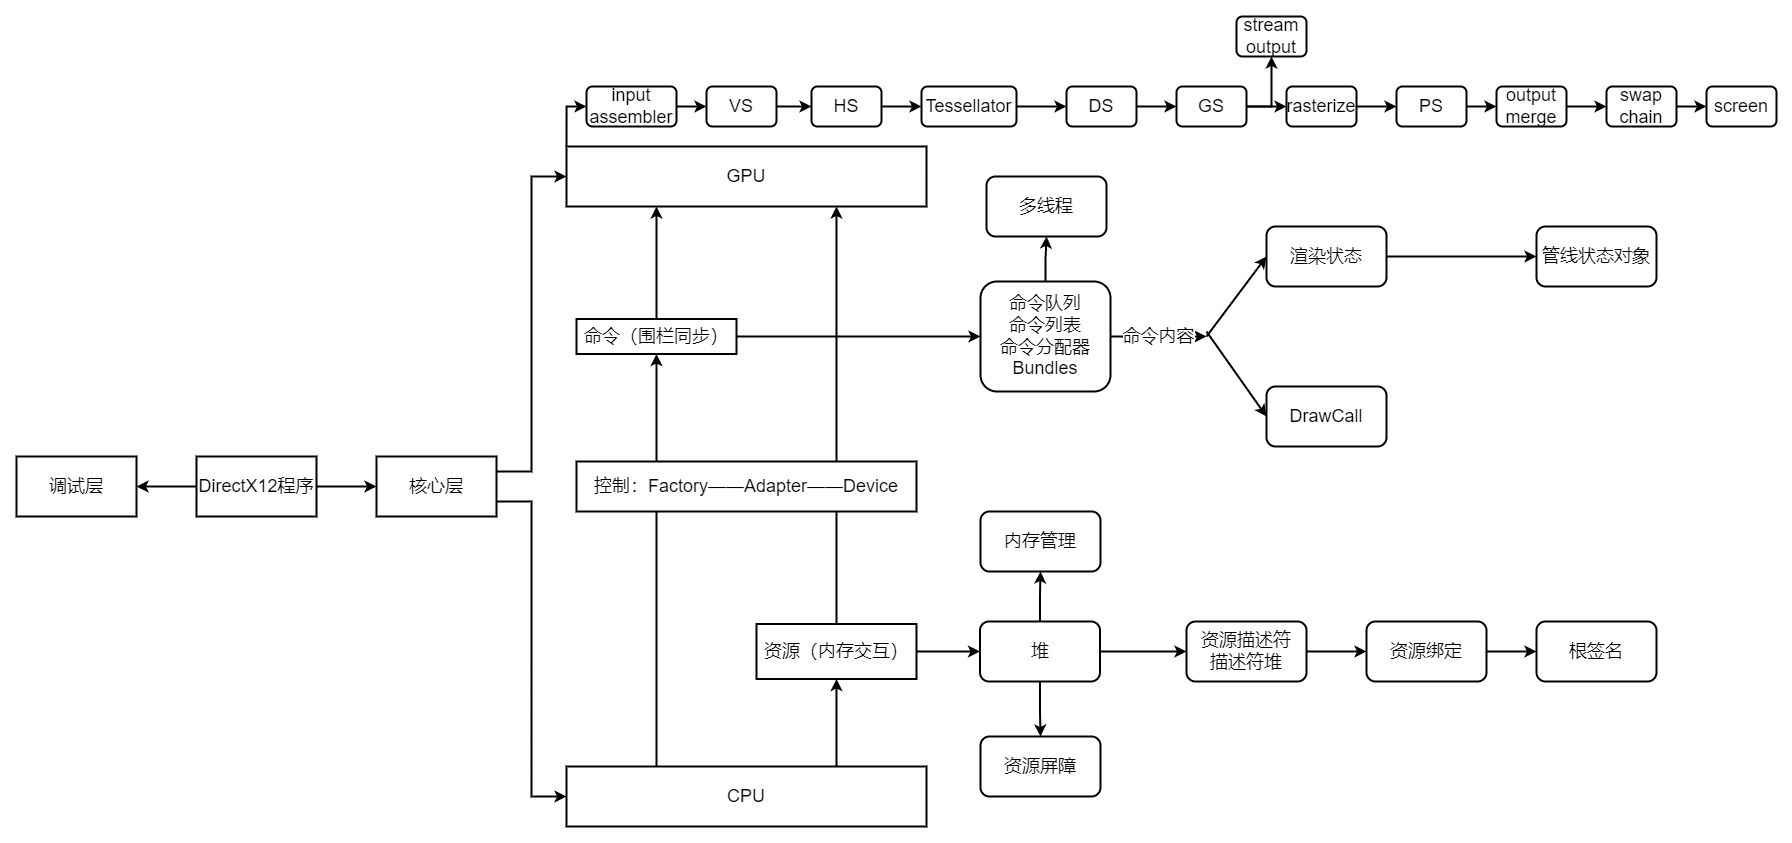 stream
output
input
assembler
VS
HS
Tessellator
DS
GS
rasterize
PS
output
merge
swap
chain
screen
GPU
多线程
渲染状态
管线状态对象
命令队列
命令列表
命令分配器
Bundles
命令（围栏同步）
命令内容
DrawCall
调试层
DirectX12程序
核心层
控制：Factory——Adapter——Device
内存管理
资源（内存交互）
堆
资源描述符
描述符堆
资源绑定
根签名
资源屏障
CPU